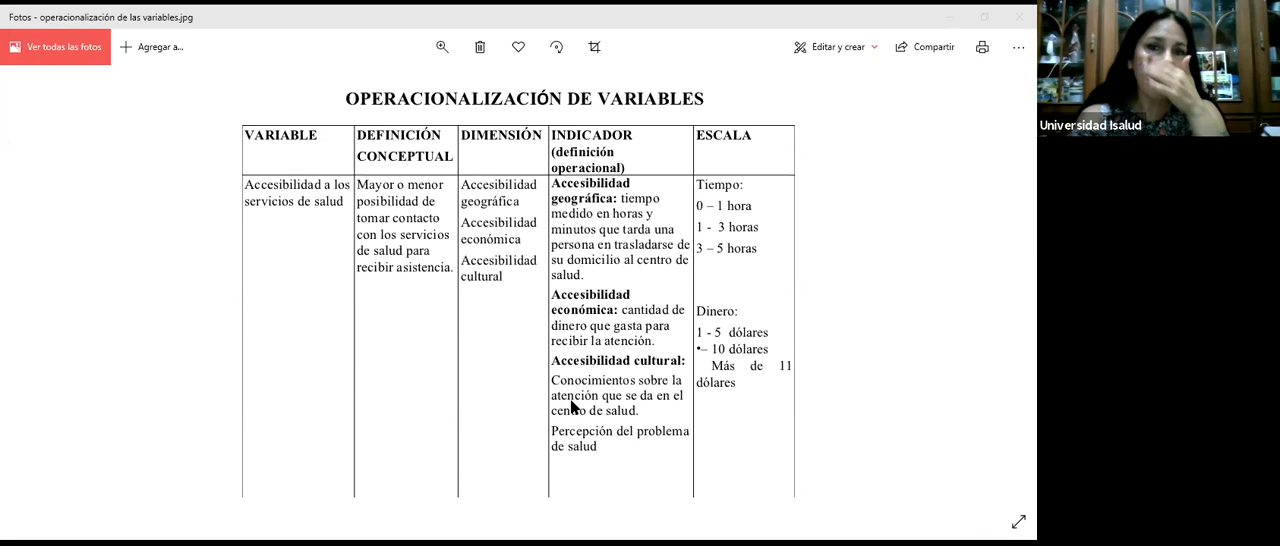 Fotos - operacionalización de las variables.jpg
Ver todas las fotos
Agregar a...
Editar y crear
Compartir
Universidad Isalud
OPERACIONALIZACIÓN DE VARIABLES
VARIABLE
DEFINICIÓN
CONCEPTUAL
DIMENSIÓN
INDICADOR
(definición
operacional)
ESCALA
Accesibilidad a los
servicios de salud
Mayor o menor
posibilidad de
tomar contacto
con los servicios
de salud para
recibir asistencia.
Accesibilidad
geográfica
Accesibilidad
económica
Accesibilidad
cultural
Accesibilidad
geográfica: tiempo
medido en horas y
minutos que tarda una
persona en trasladarse de
su domicilio al centro de
salud.
Accesibilidad
económica: cantidad de
dinero que gasta para
recibir la atención.
Accesibilidad cultural:
Conocimientos sobre la
atención que se da en el
centro de salud.
Percepción del problema
de salud
Tiempo:
0 – 1 hora
1 - 3 horas
3 – 5 horas
Dinero:
1 - 5 dólares
•– 10 dólares
Más de 11
dólares